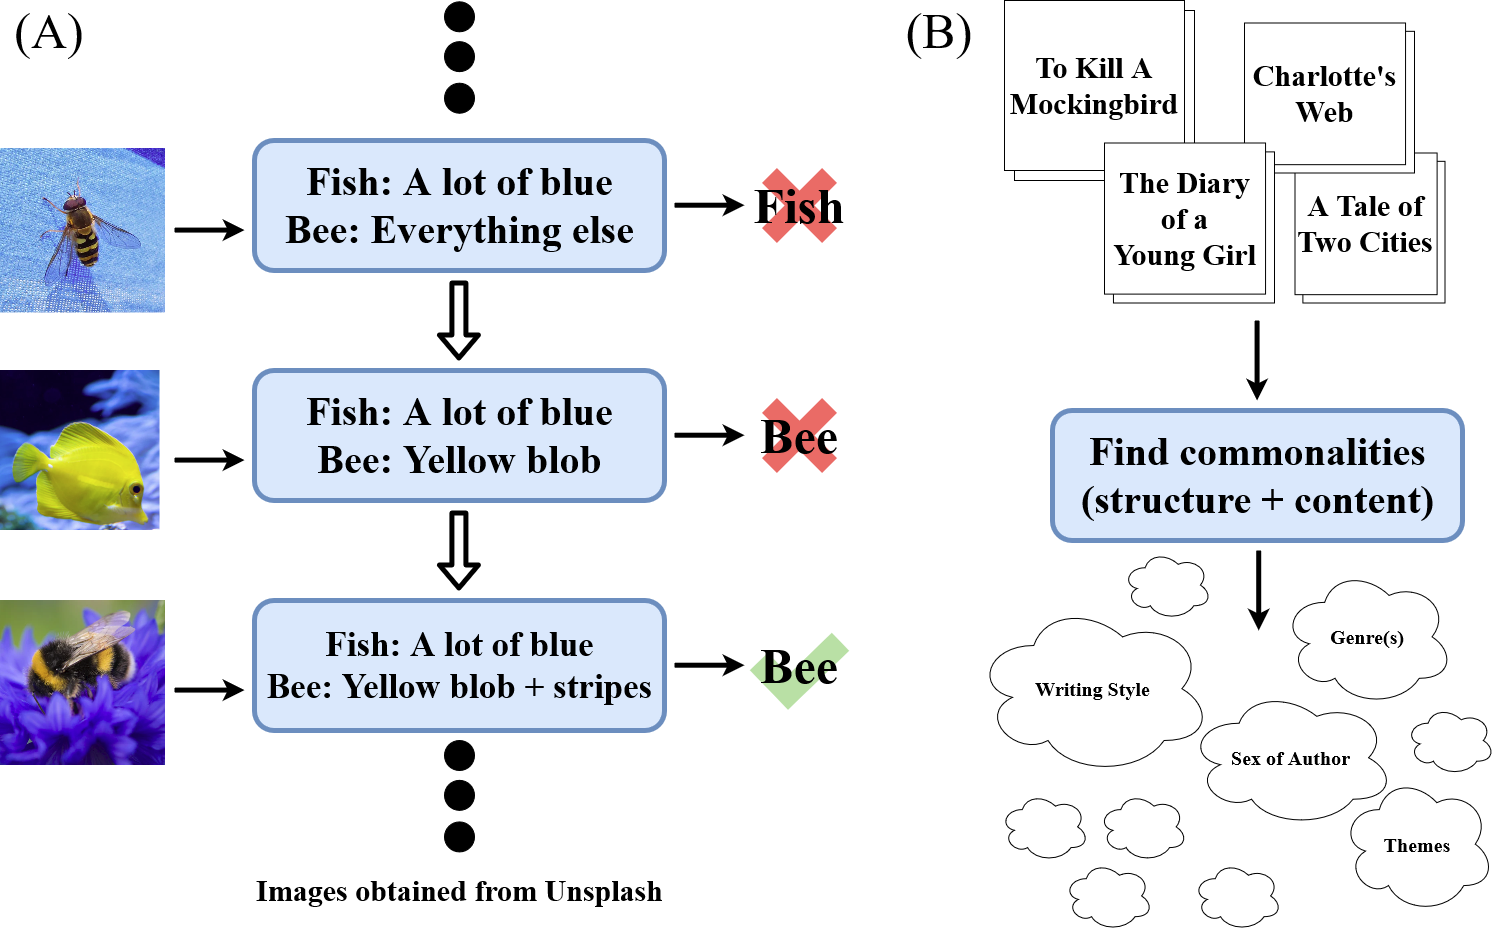 (A)
Fish: A lot of blue
Bee: Everything else
Fish
Fish: A lot of blue
Bee: Yellow blob
Bee
Fish: A lot of blue
Bee: Yellow blob + stripes
Bee
Images obtained from Unsplash
(B)
To Kill A
Mockingbird
Charlotte's
Web
The Diary
of a
Young Girl
A Tale of
Two Cities
Find commonalities
(structure + content)
Genre(s)
Writing Style
Sex of Author
Themes